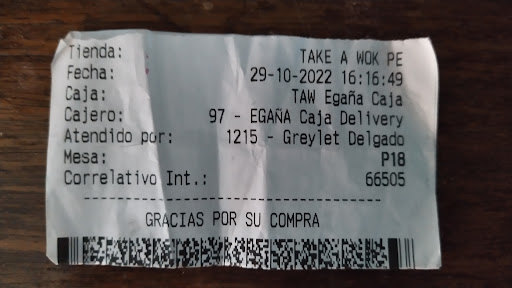 Tienda: TAKE A WOK PE
Fecha: 29-10-2022 16:16:49
Caja: TAW Egaña Caja
Cajero: 97 - EGAÑA Caja Delivery
Atendido por: 1215 - Greylet Delgado
Mesa: P18
Correlativo Int.: 66505
GRACIAS POR SU COMPRA